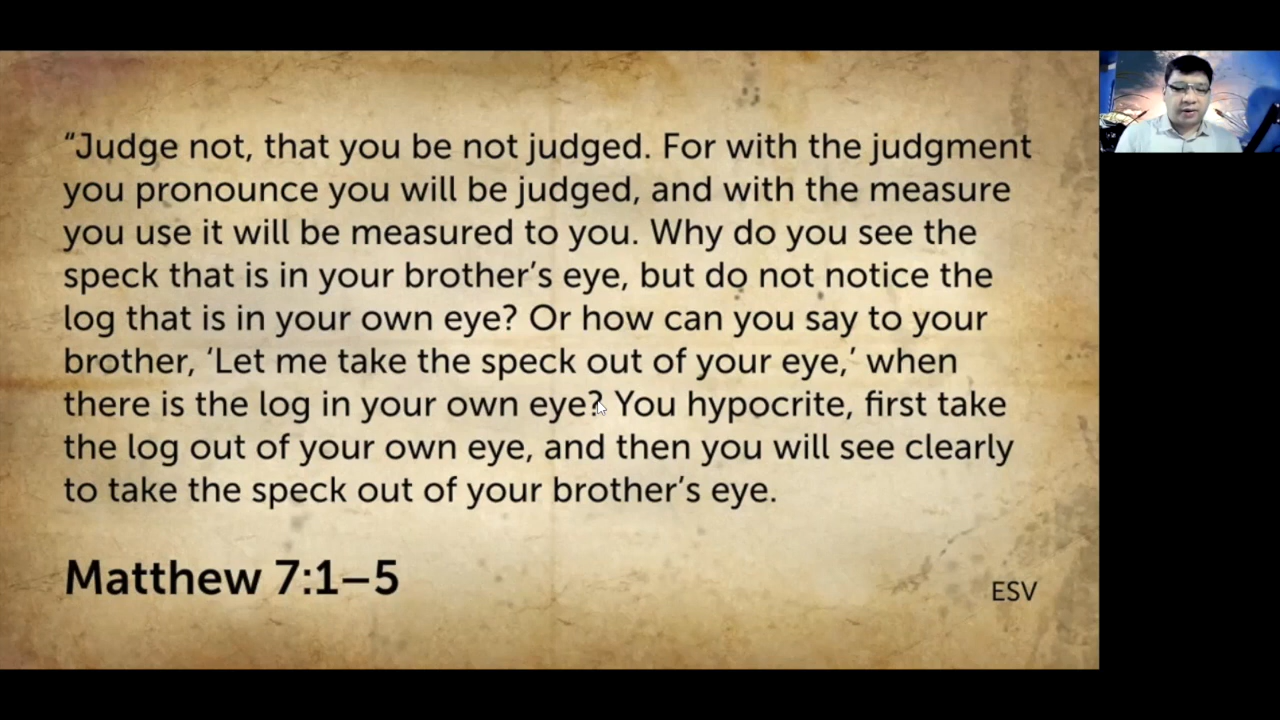 “Judge not, that you be not judged. For with the judgment
you pronounce you will be judged, and with the measure
you use it will be measured to you. Why do you see the
speck that is in your brother’s eye, but do not notice the
log that is in your own eye? Or how can you say to your
brother, ‘Let me take the speck out of your eye,’ when
there is the log in your own eye? You hypocrite, first take
the log out of your own eye, and then you will see clearly
to take the speck out of your brother’s eye.
Matthew 7:1–5
ESV